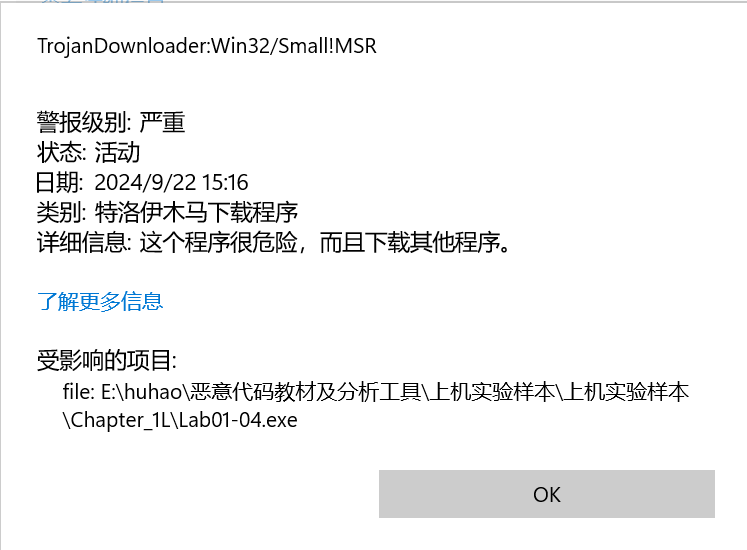 TrojanDownloader:Win32/Small!MSR
警报级别: 严重
状态: 活动
日期: 2024/9/22 15:16
类别: 特洛伊木马下载程序
详细信息: 这个程序很危险，而且下载其他程序。
了解更多信息
受影响的项目:
file: E:\huhao\恶意代码教材及分析工具\上机实验样本\上机实验样本
\Chapter_1L\Lab01-04.exe
OK